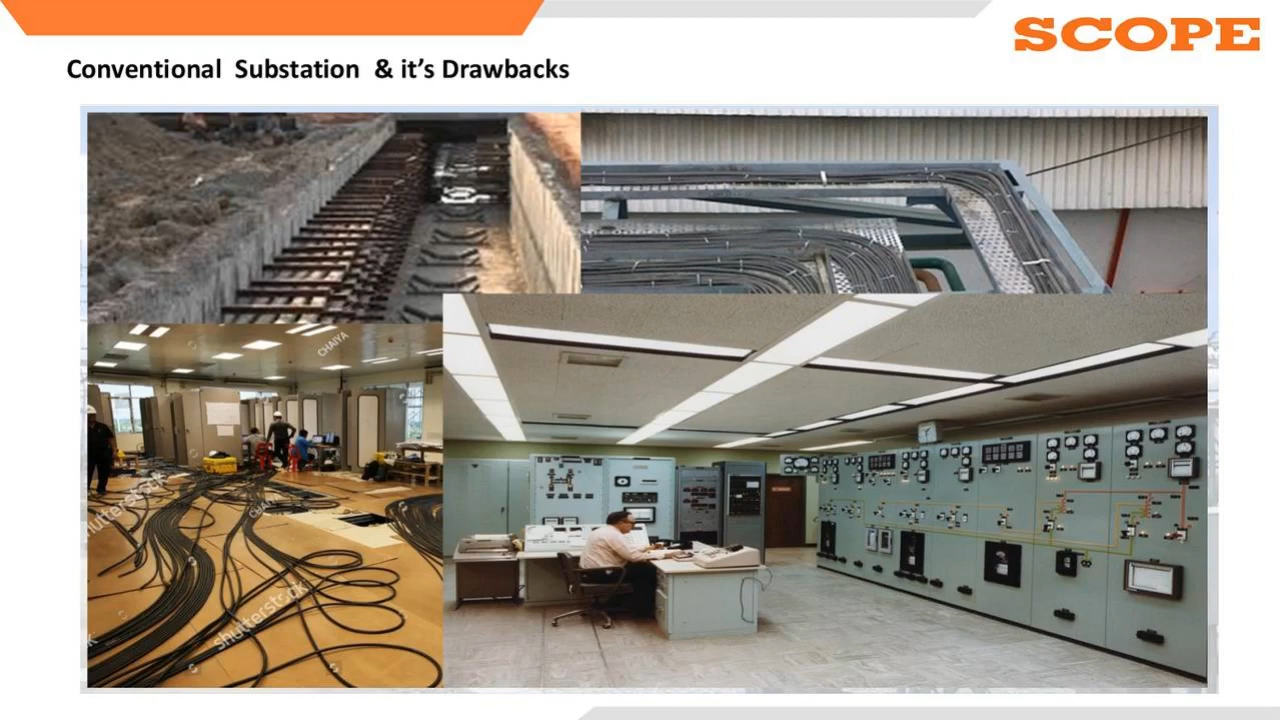 SCOPE
Conventional Substation & it’s Drawbacks
CHAIYA
shutterstock
shutterstock